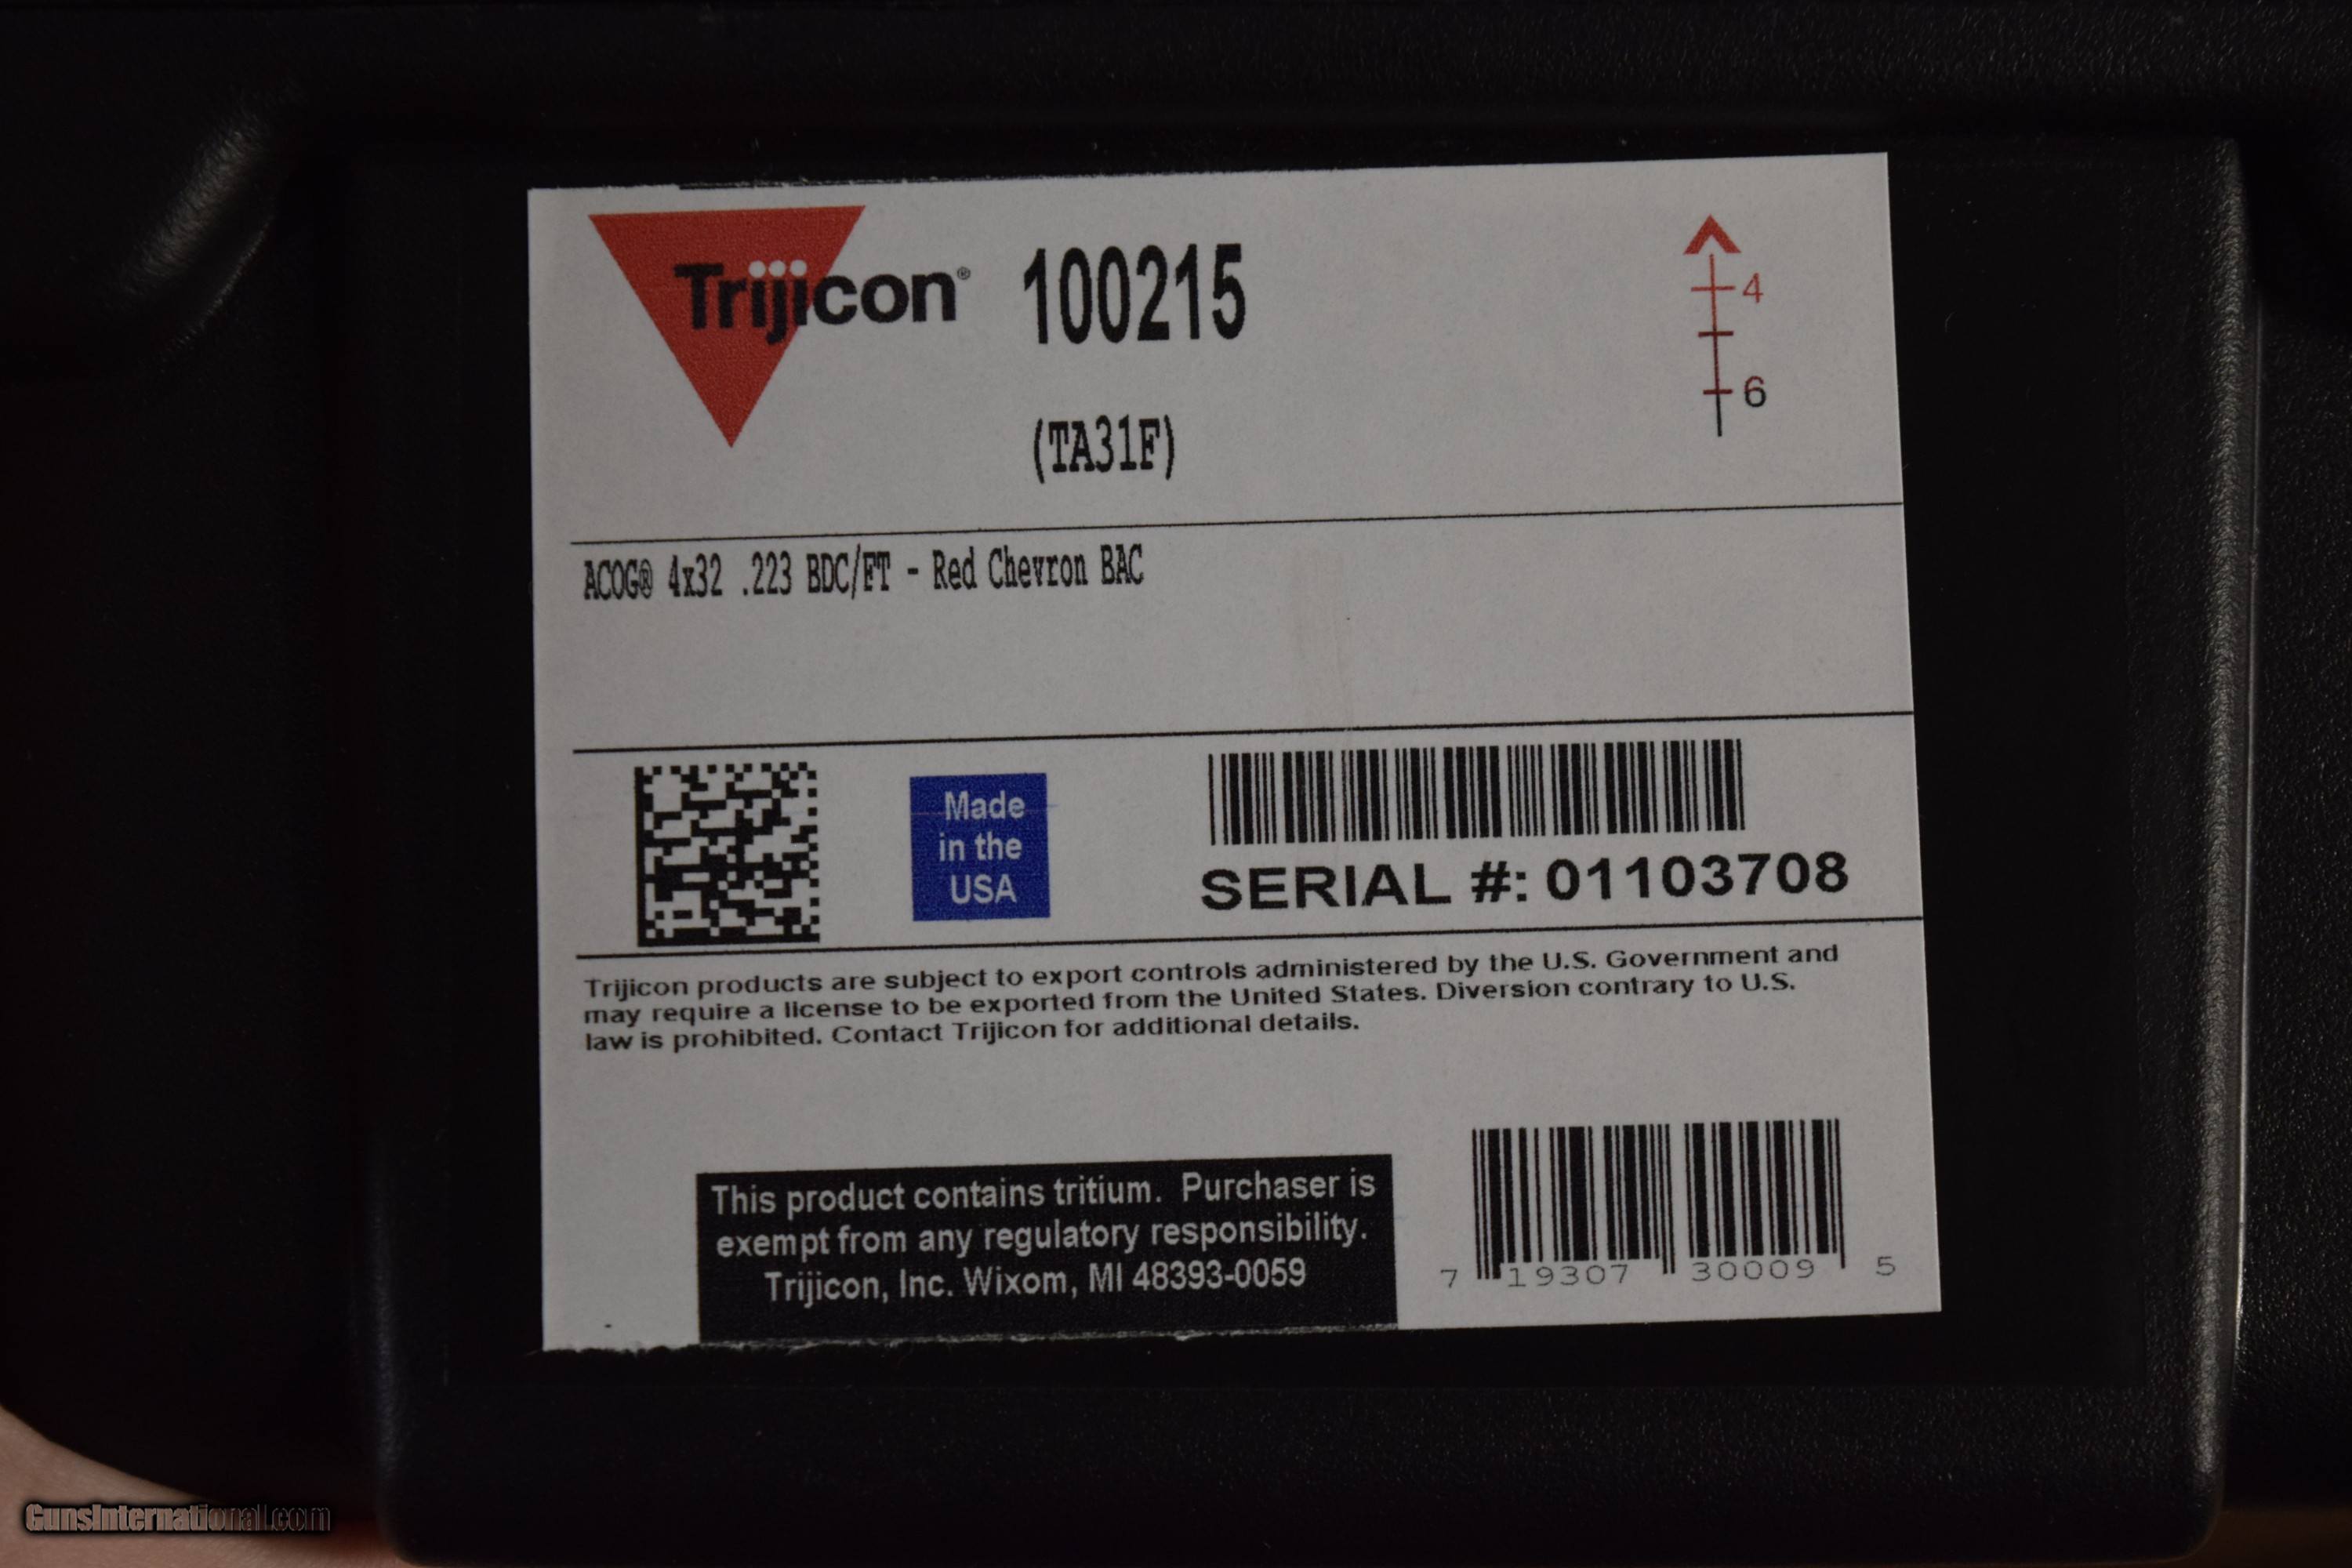 Trijicon® 100215
4
6
(TA31F)
ACOG® 4x32 .223 BDC/FT - Red Chevron BAC
Made
in the
USA
SERIAL #: 01103708
Trijicon products are subject to export controls administered by the U.S. Government and
may require a license to be exported from the United States. Diversion contrary to U.S.
law is prohibited. Contact Trijicon for additional details.
This product contains tritium. Purchaser is
exempt from any regulatory responsibility.
Trijicon, Inc. Wixom, MI 48393-0059
7 19307 30009 5
GunsInternational.com